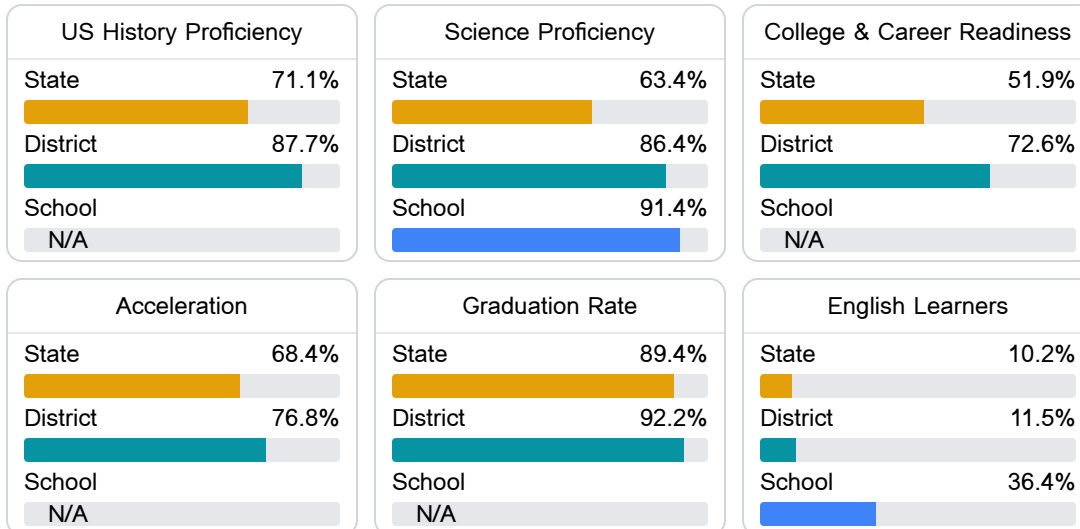 US History Proficiency
State 71.1%
District 87.7%
School
N/A
Science Proficiency
State 63.4%
District 86.4%
School 91.4%
College & Career Readiness
State 51.9%
District 72.6%
School
N/A
Acceleration
State 68.4%
District 76.8%
School
N/A
Graduation Rate
State 89.4%
District 92.2%
School
N/A
English Learners
State 10.2%
District 11.5%
School 36.4%